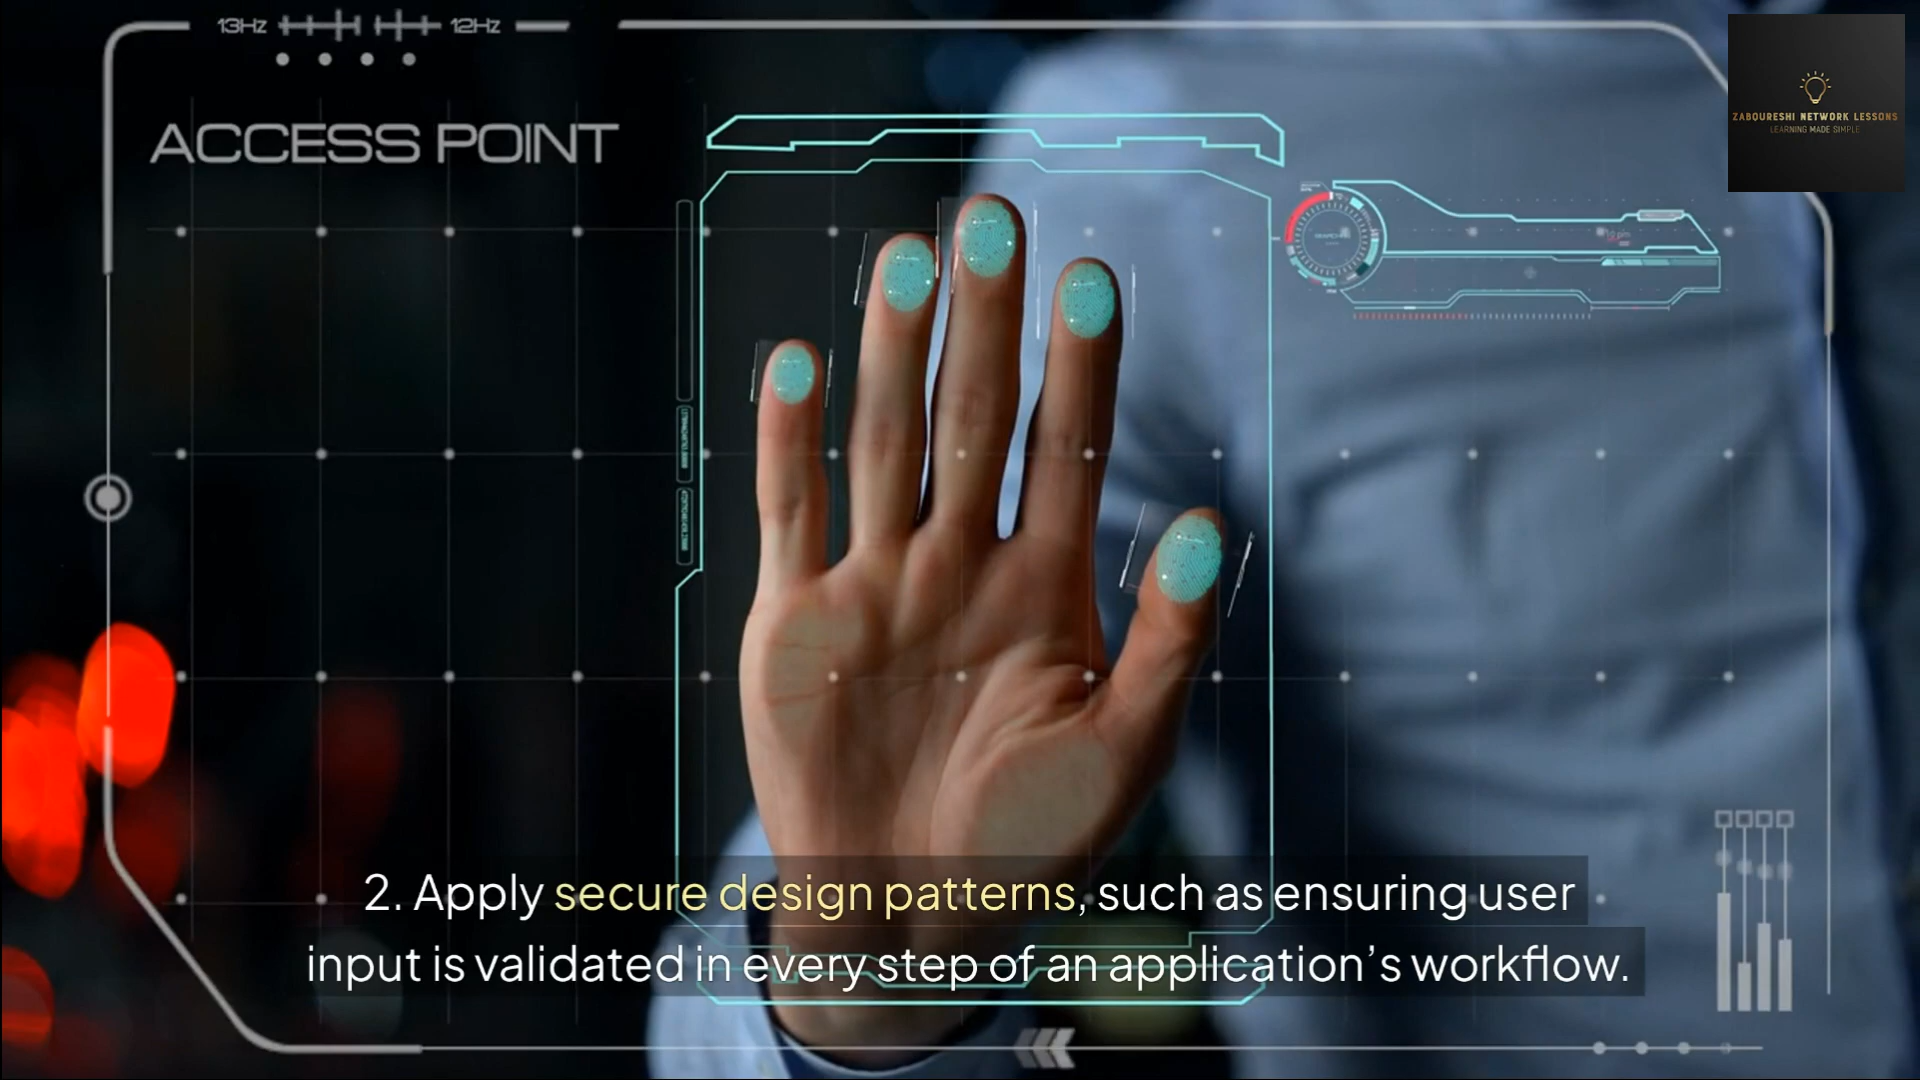 13Hz 12Hz
ACCESS POINT
ZABQURESHI NETWORK LESSONS
LEARNING MADE SIMPLE
2. Apply secure design patterns, such as ensuring user
input is validated in every step of an application’s workflow.